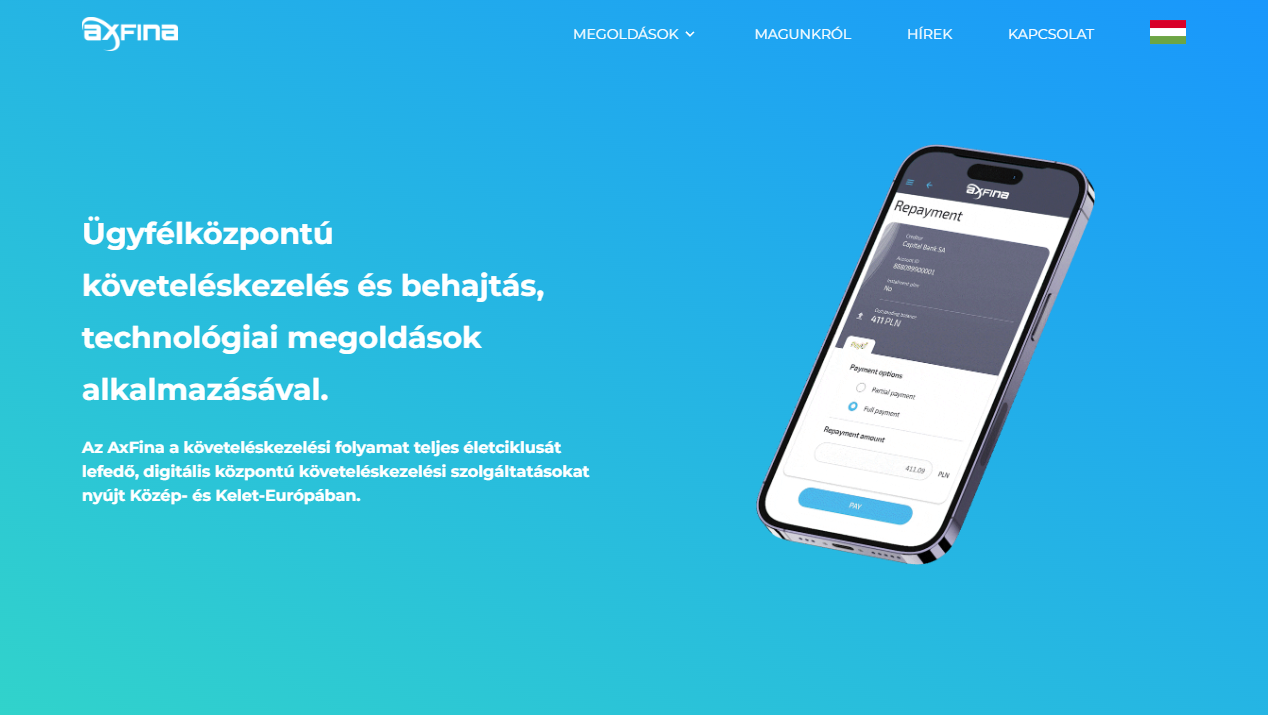 axFina
MEGOLDÁSOK
MAGUNKRÓL
HÍREK
KAPCSOLAT
Ügyfélközpontú
követeléskezelés és behajtás,
technológiai megoldások
alkalmazásával.
Az AxFina a követeléskezelési folyamat teljes életciklusát
lefedő, digitális központú követeléskezelési szolgáltatásokat
nyújt Közép- és Kelet-Európában.
axFina
Repayment
Creditor
Capital Bank SA
Account ID
Instalment plan
No
Outstanding balance
411 PLN
PayU
Payment options
Partial payment
Full payment
Repayment amount
411.09 PLN
PAY